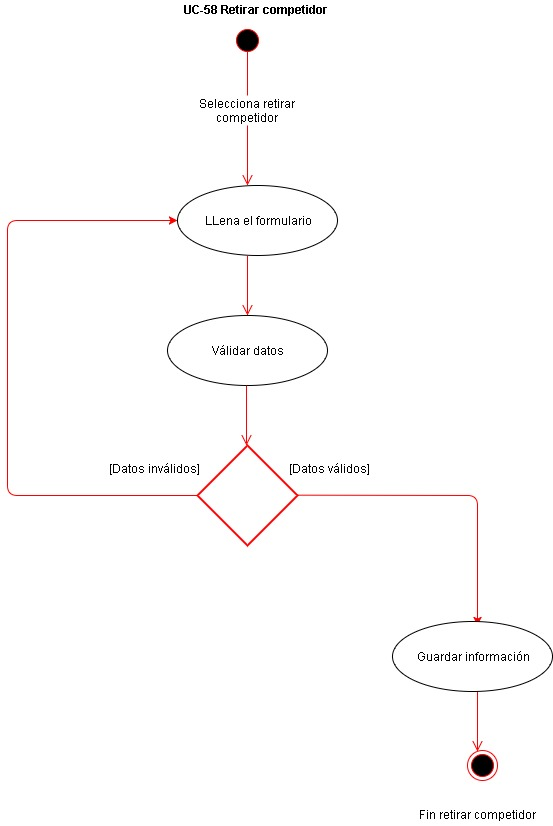 UC-58 Retirar competidor
Selecciona retirar
competidor
LLena el formulario
Válidar datos
[Datos inválidos]
[Datos válidos]
Guardar información
Fin retirar competidor